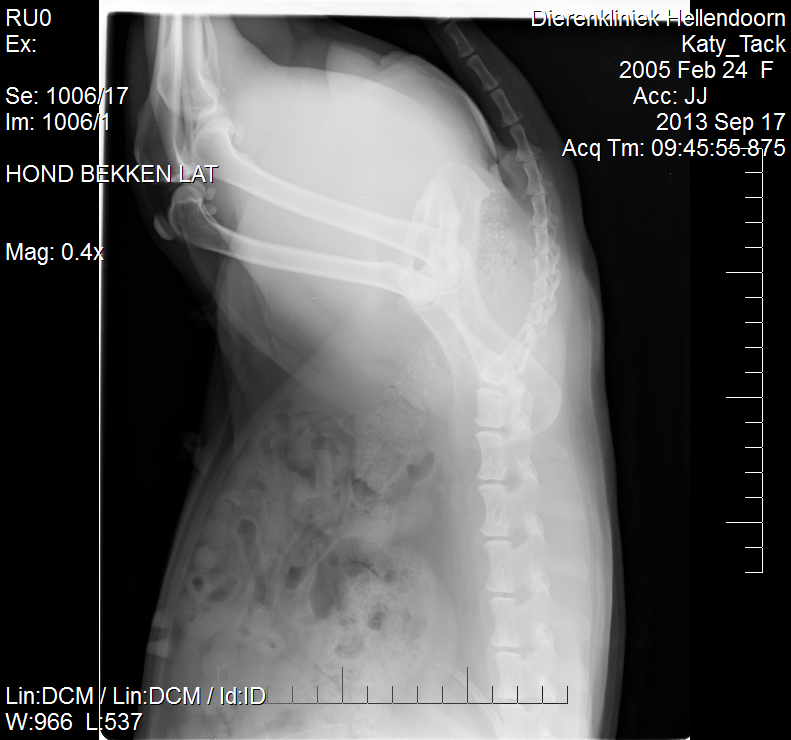 RU0
Ex:
Se: 1006/17
Im: 1006/1
HOND BEKKEN LAT
Mag: 0.4x
Dierenkliniek Hellendoorn
Katy_Tack
2005 Feb 24 F
Acc: JJ
2013 Sep 17
Acq Tm: 09:45:55.875
Lin:DCM / Lin:DCM / Id:ID
W:966 L:537